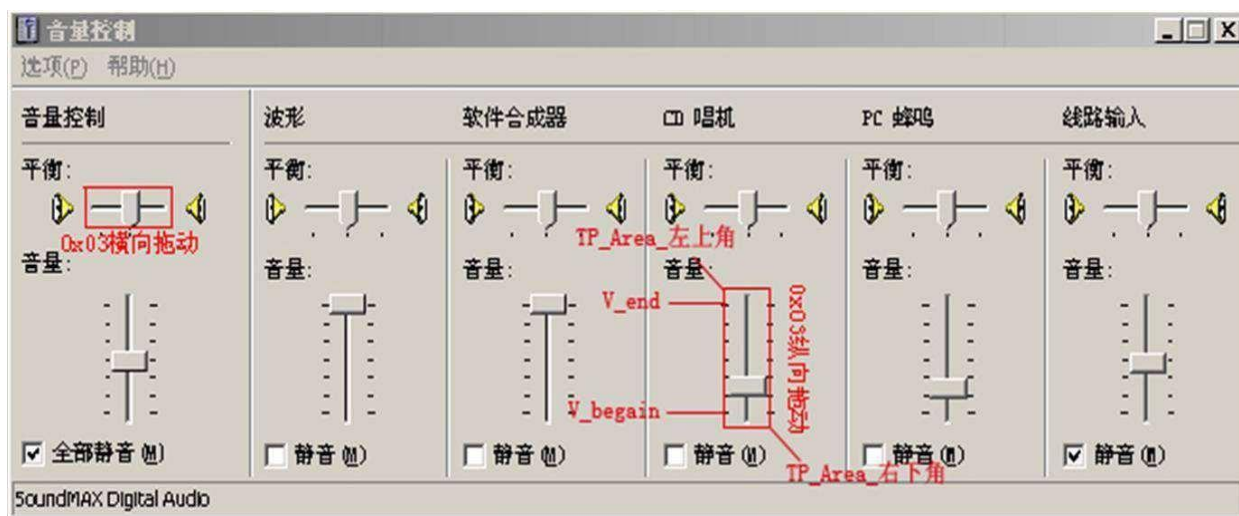 音量控制
选项(P) 帮助(H)
音量控制 波形 软件合成器 CD 唱机 PC 蜂鸣 线路输入
平衡: 平衡: 平衡: 平衡: 平衡: 平衡:
0x03横向拖动
TP_Area_左上角
音量: 音量: 音量: 音量: 音量: 音量:
V_end
0x03纵向拖动
V_begain
全部静音(M) 静音(M) 静音(M) 静音(M) 静音(M) 静音(M)
TP_Area_右下角
SoundMAX Digital Audio